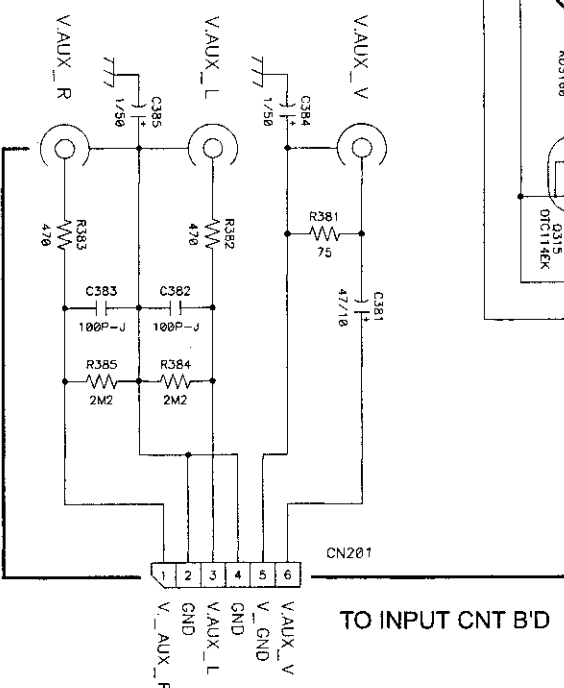 V.AUX_R
V.AUX_L
V.AUX_V
C385
1/50
C384
1/50
Q315
DTC114EK
R383
470
R382
470
R381
75
C383
100P-J
C382
100P-J
C381
47/10
R385
2M2
R384
2M2
CN201
1 2 3 4 5 6
V._AUX_R
GND
V.AUX_L
GND
V_GND
V.AUX_V
TO INPUT CNT B'D